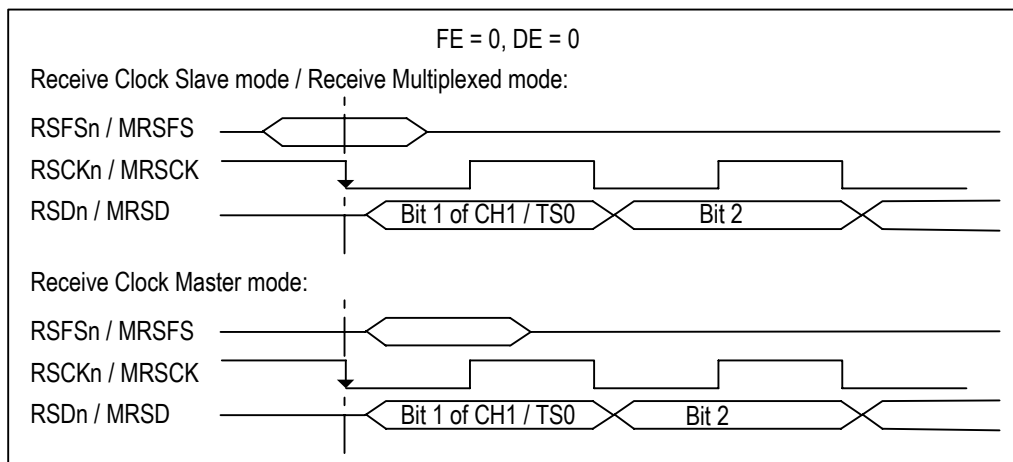 FE = 0, DE = 0
Receive Clock Slave mode / Receive Multiplexed mode:
RSFSn / MRSFS
RSCKn / MRSCK
RSDn / MRSD
Bit 1 of CH1 / TS0
Bit 2
Receive Clock Master mode:
RSFSn / MRSFS
RSCKn / MRSCK
RSDn / MRSD
Bit 1 of CH1 / TS0
Bit 2